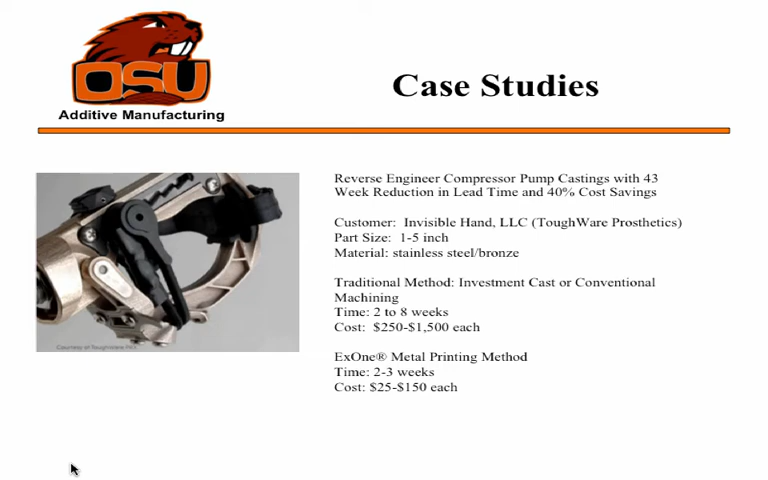 OSU
Additive Manufacturing
Case Studies
Reverse Engineer Compressor Pump Castings with 43
Week Reduction in Lead Time and 40% Cost Savings
Customer: Invisible Hand, LLC (ToughWare Prosthetics)
Part Size: 1-5 inch
Material: stainless steel/bronze
Traditional Method: Investment Cast or Conventional
Machining
Time: 2 to 8 weeks
Cost: $250-$1,500 each
ExOne® Metal Printing Method
Time: 2-3 weeks
Cost: $25-$150 each
Courtesy of Toughware